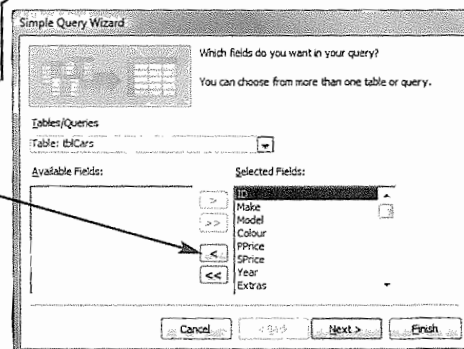 Simple Query Wizard
Which fields do you want in your query?
You can choose from more than one table or query.
Tables/Queries
Table: tblCars
Available Fields:
Selected Fields:
>
>>
<
<<
ID
Make
Model
Colour
PPrice
SPrice
Year
Extras
Cancel
< Back
Next >
Finish